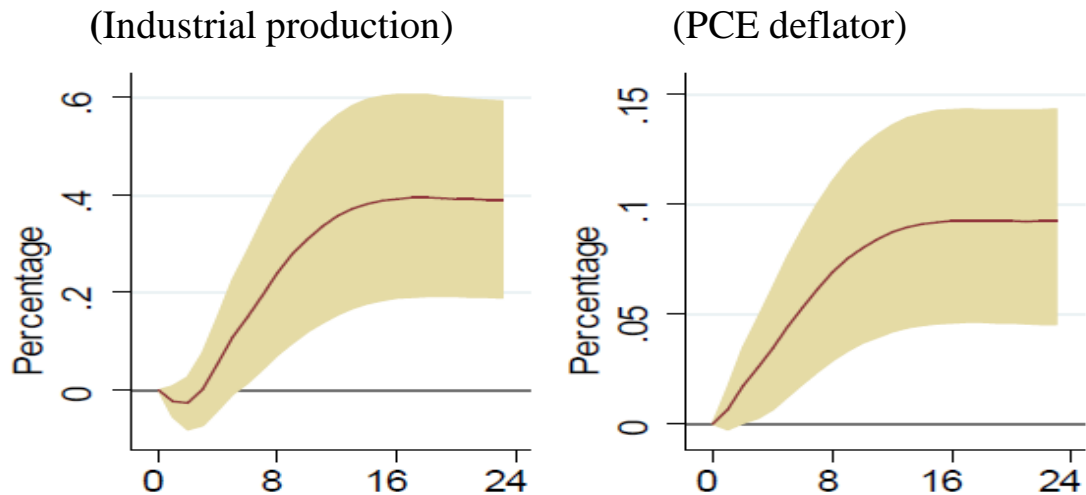 (Industrial production)
Percentage
.6
.4
.2
0
0 8 16 24
(PCE deflator)
Percentage
.15
.1
.05
0
0 8 16 24